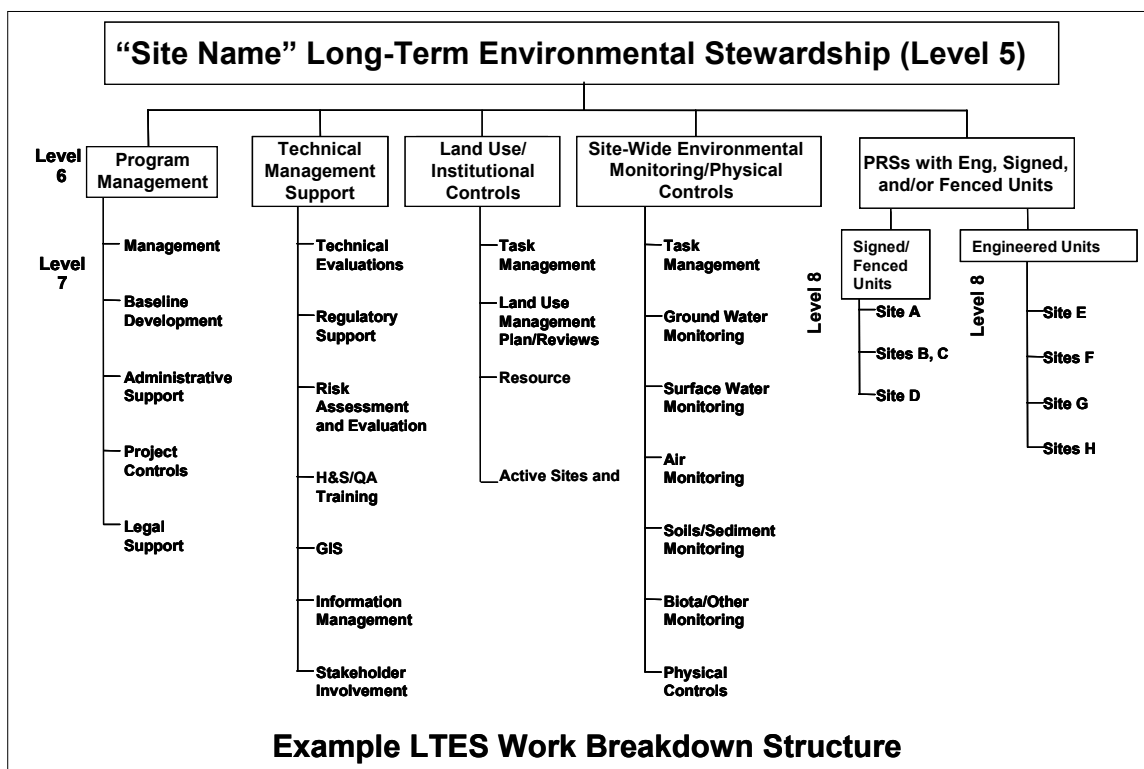 “Site Name” Long-Term Environmental Stewardship (Level 5)
Level
6
Program
Management
Technical
Management
Support
Land Use/
Institutional
Controls
Site-Wide Environmental
Monitoring/Physical
Controls
PRSs with Eng, Signed,
and/or Fenced Units
Level
7
Management
Baseline
Development
Administrative
Support
Project
Controls
Legal
Support
Technical
Evaluations
Regulatory
Support
Risk
Assessment
and Evaluation
H&S/QA
Training
GIS
Information
Management
Stakeholder
Involvement
Task
Management
Land Use
Management
Plan/Reviews
Resource
Active Sites and
Task
Management
Ground Water
Monitoring
Surface Water
Monitoring
Air
Monitoring
Soils/Sediment
Monitoring
Biota/Other
Monitoring
Physical
Controls
Level 8
Signed/
Fenced
Units
Site A
Sites B, C
Site D
Level 8
Engineered Units
Site E
Sites F
Site G
Sites H
Example LTES Work Breakdown Structure